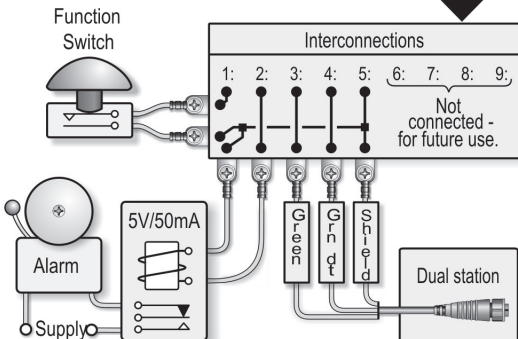 Function
Switch
Interconnections
1: 2: 3: 4: 5: 6: 7: 8: 9:
Not
connected -
for future use.
5V/50mA
Alarm
Supply
Green
Grn dt
Shield
Dual station